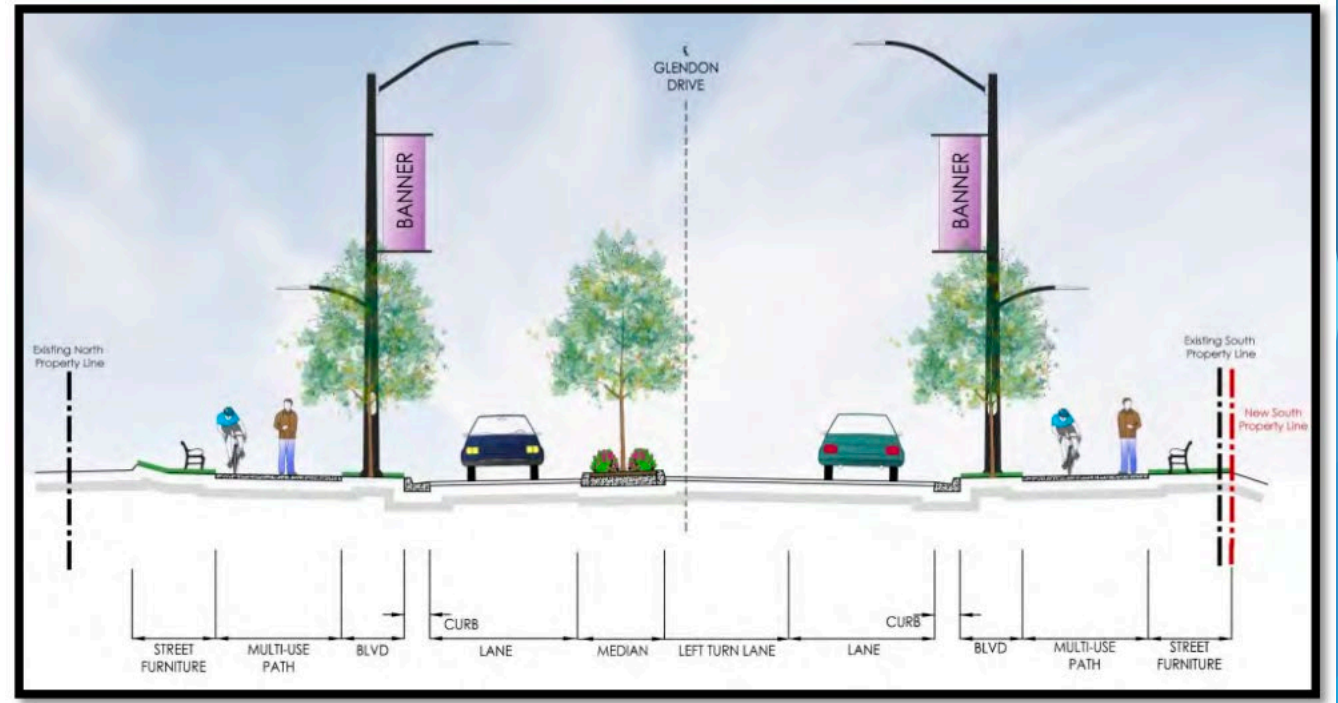 ℄
GLENDON
DRIVE
BANNER
BANNER
Existing North
Property Line
Existing South
Property Line
New South
Property Line
CURB
CURB
STREET
FURNITURE
MULTI-USE
PATH
BLVD
LANE
MEDIAN
LEFT TURN LANE
LANE
BLVD
MULTI-USE
PATH
STREET
FURNITURE